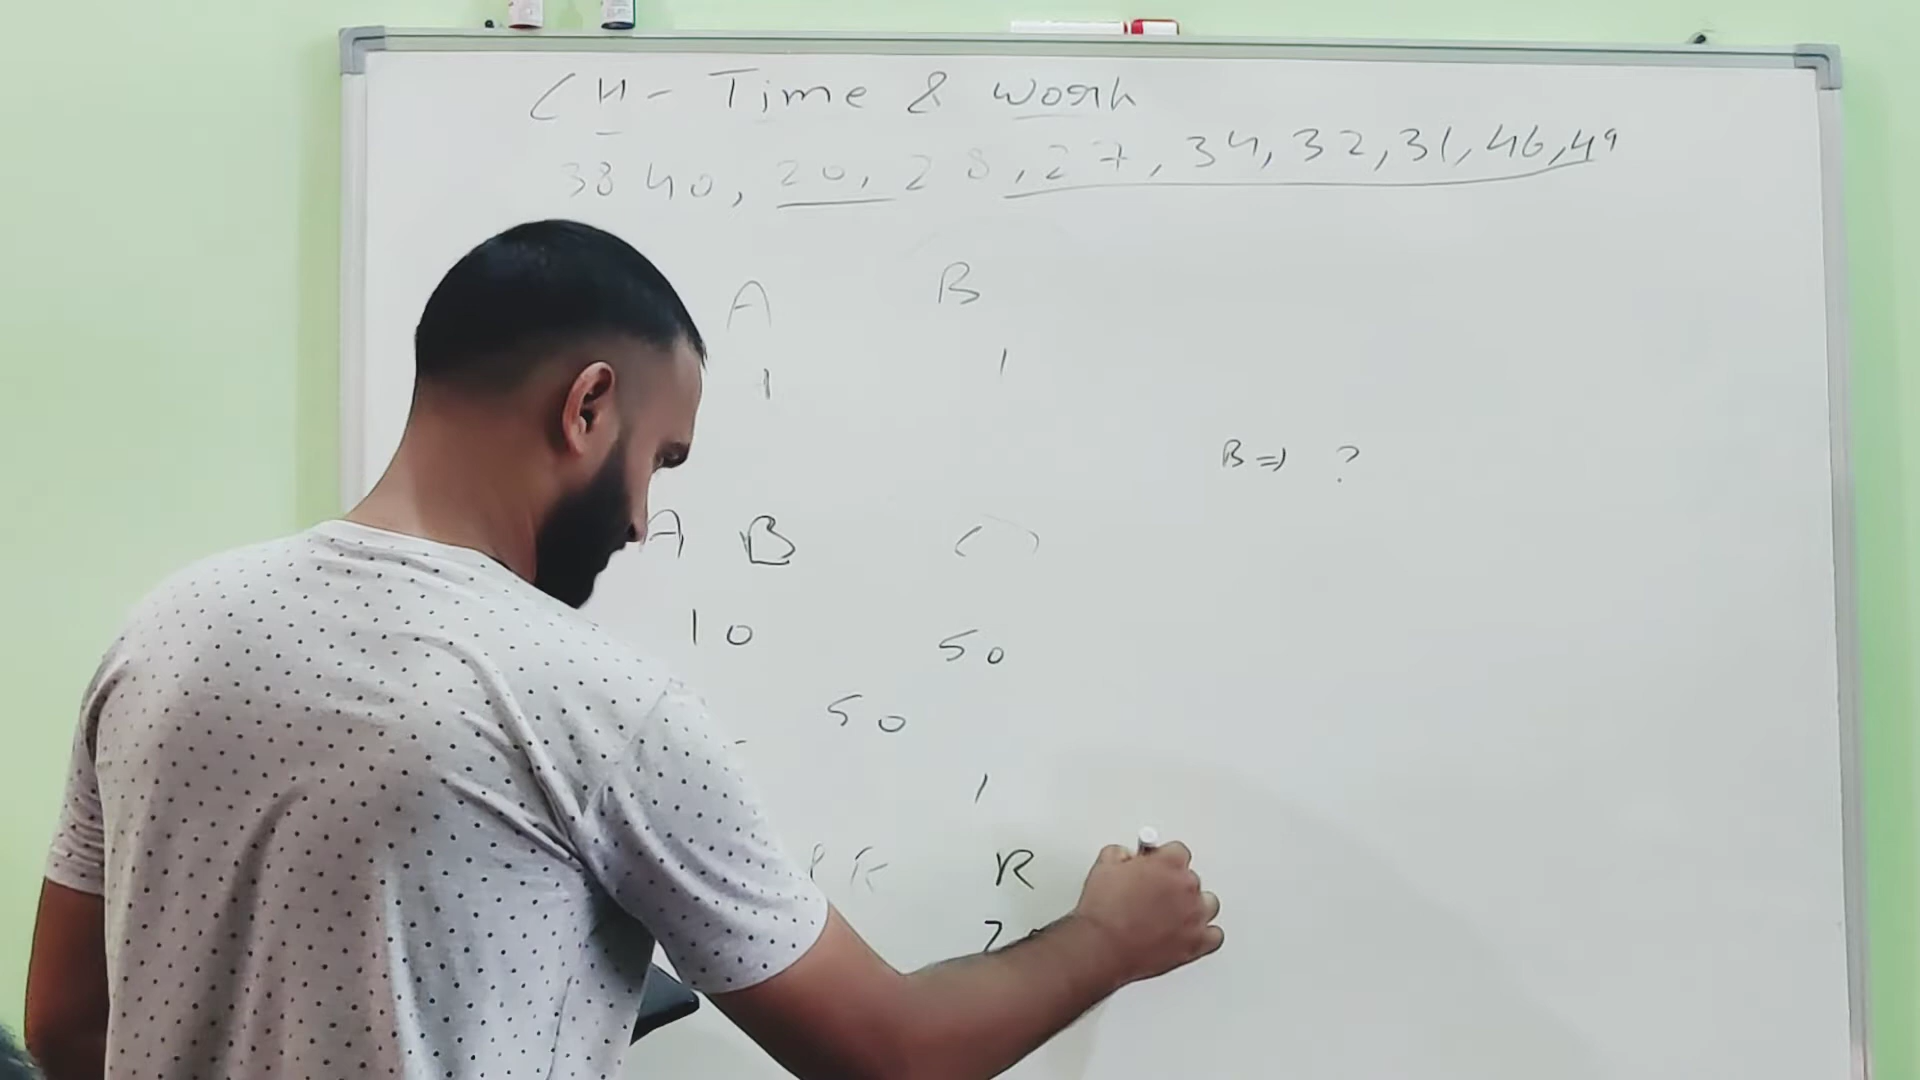 CH - Time & Work
38 40, 20, 28, 27, 34, 32, 31, 46, 49
A B
1 1
B => ?
A B C
10 50
50
1
R